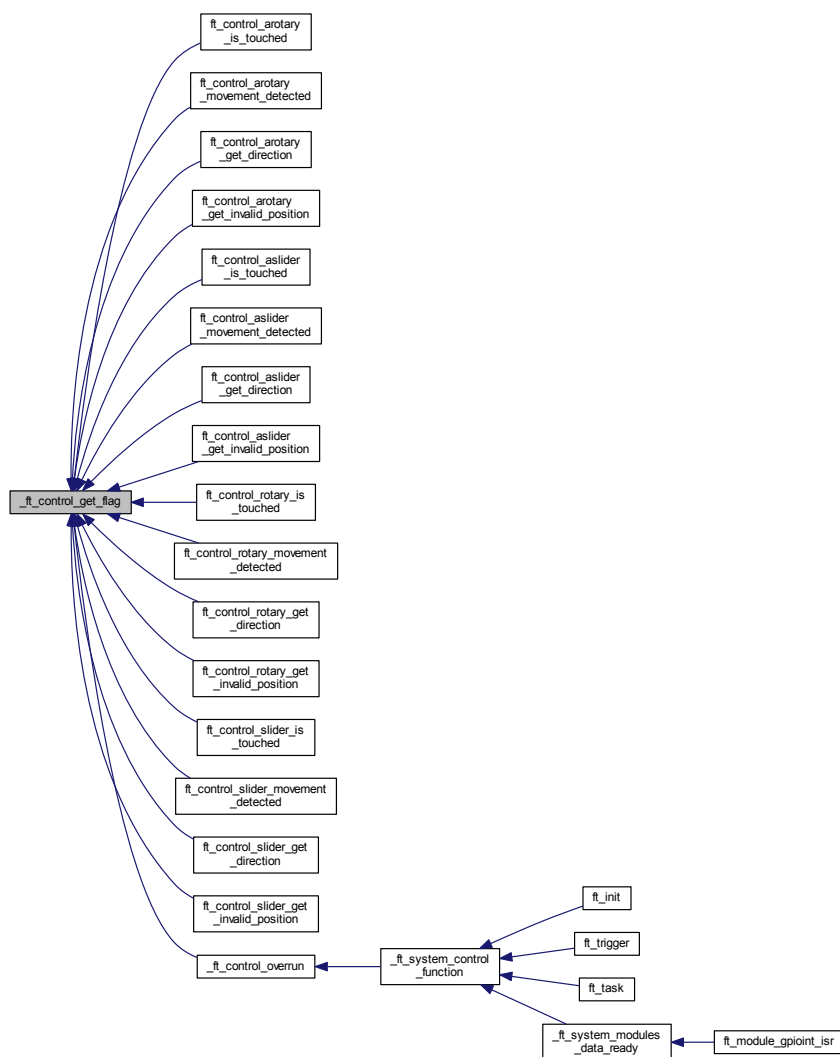 ft_control_arotary
_is_touched
ft_control_arotary
_movement_detected
ft_control_arotary
_get_direction
ft_control_arotary
_get_invalid_position
ft_control_aslider
_is_touched
ft_control_aslider
_movement_detected
ft_control_aslider
_get_direction
ft_control_aslider
_get_invalid_position
_ft_control_get_flag
ft_control_rotary_is
_touched
ft_control_rotary_movement
_detected
ft_control_rotary_get
_direction
ft_control_rotary_get
_invalid_position
ft_control_slider_is
_touched
ft_control_slider_movement
_detected
ft_control_slider_get
_direction
ft_control_slider_get
_invalid_position
_ft_control_overrun
_ft_system_control
_function
ft_init
ft_trigger
ft_task
_ft_system_modules
_data_ready
ft_module_gpioint_isr